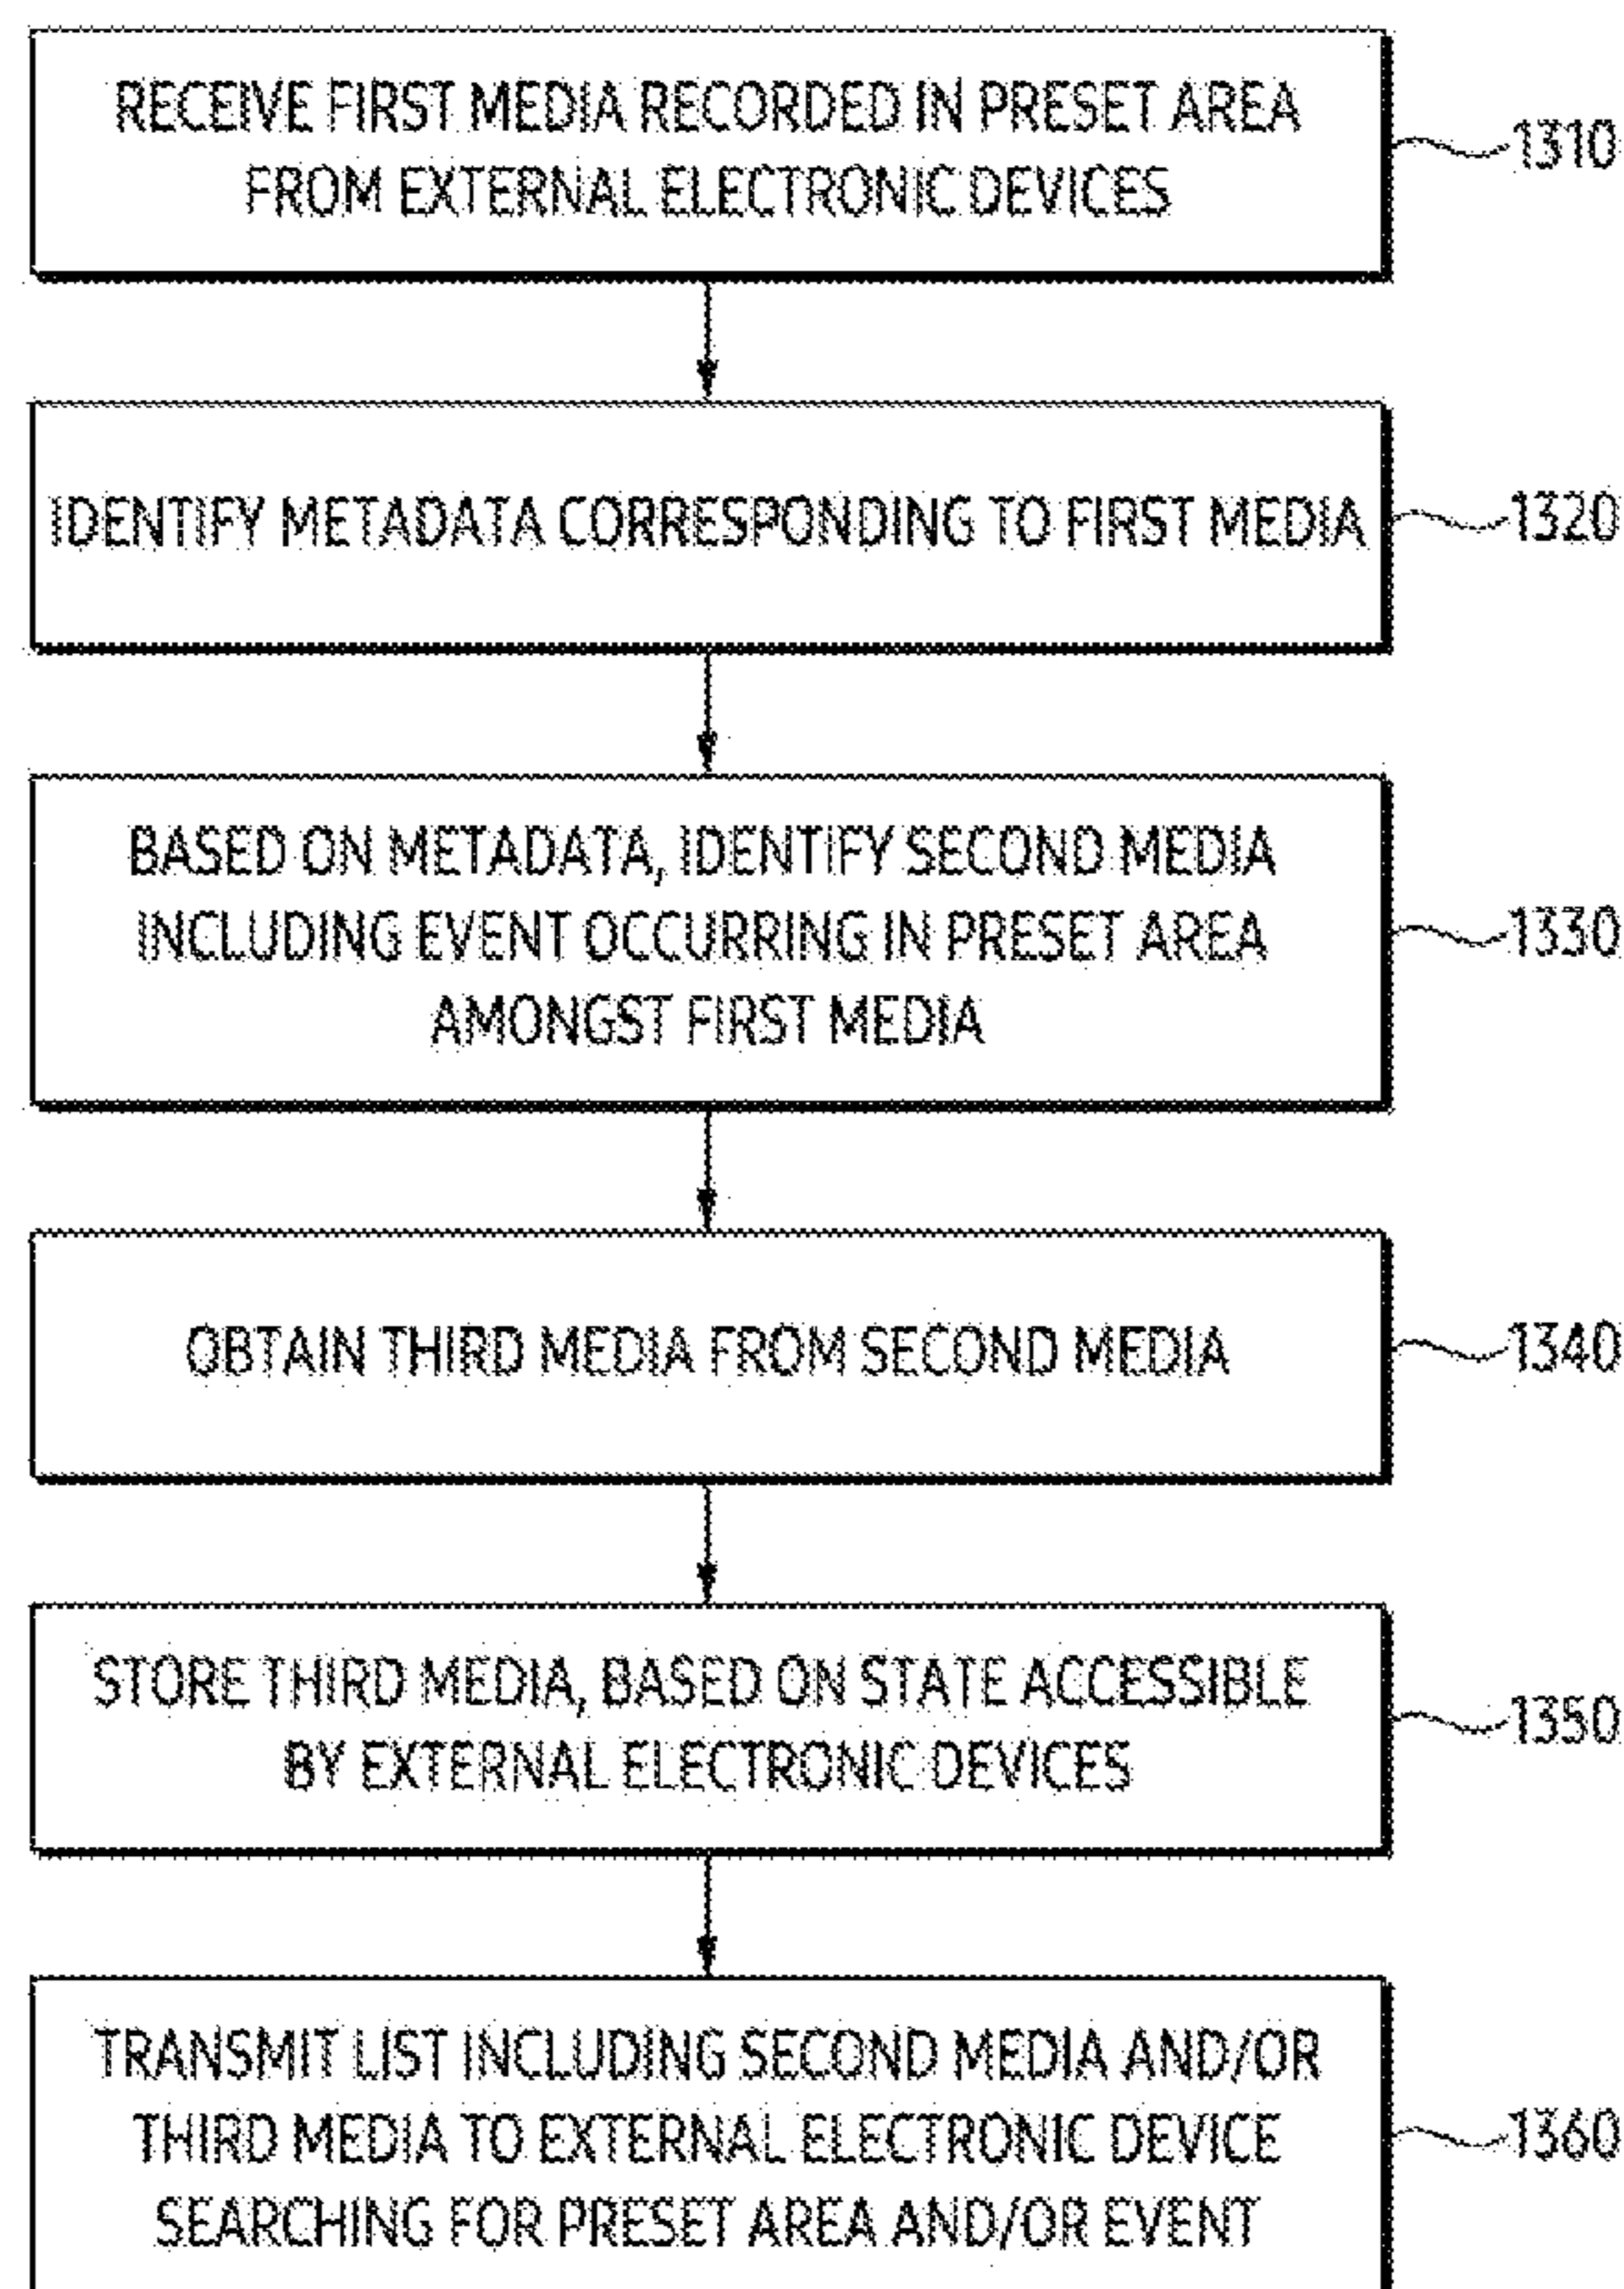 RECEIVE FIRST MEDIA RECORDED IN PRESET AREA
FROM EXTERNAL ELECTRONIC DEVICES
1310
IDENTIFY METADATA CORRESPONDING TO FIRST MEDIA
1320
BASED ON METADATA, IDENTIFY SECOND MEDIA
INCLUDING EVENT OCCURRING IN PRESET AREA
AMONGST FIRST MEDIA
1330
OBTAIN THIRD MEDIA FROM SECOND MEDIA
1340
STORE THIRD MEDIA, BASED ON STATE ACCESSIBLE
BY EXTERNAL ELECTRONIC DEVICES
1350
TRANSMIT LIST INCLUDING SECOND MEDIA AND/OR
THIRD MEDIA TO EXTERNAL ELECTRONIC DEVICE
SEARCHING FOR PRESET AREA AND/OR EVENT
1360